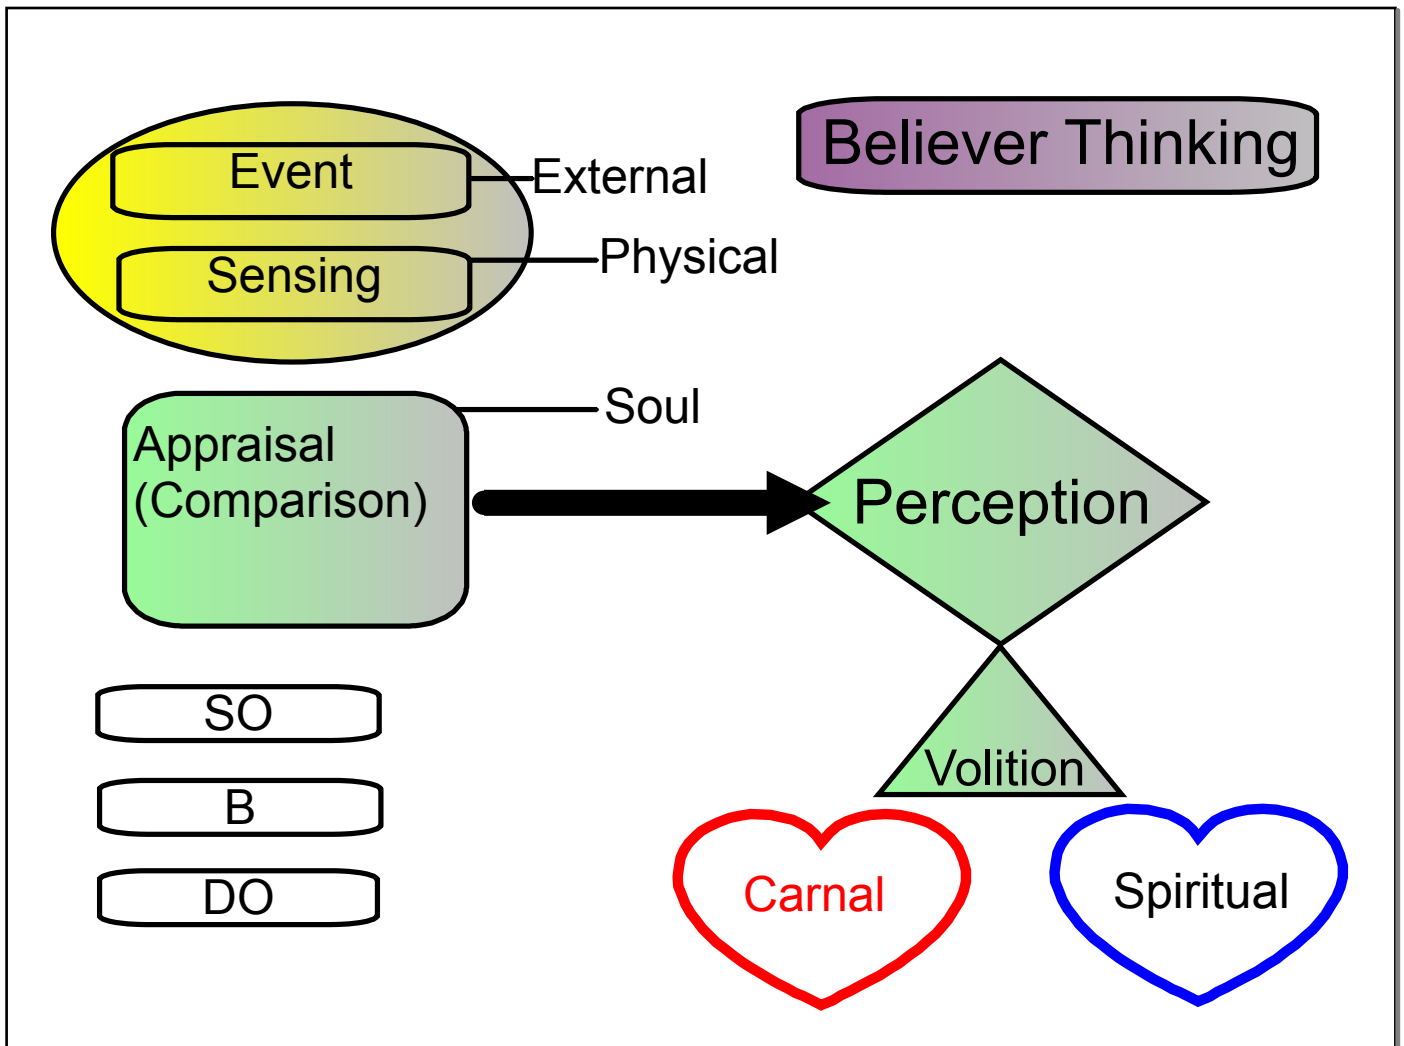 Believer Thinking
Event
External
Sensing
Physical
Soul
Appraisal
(Comparison)
Perception
Volition
SO
B
DO
Carnal
Spiritual